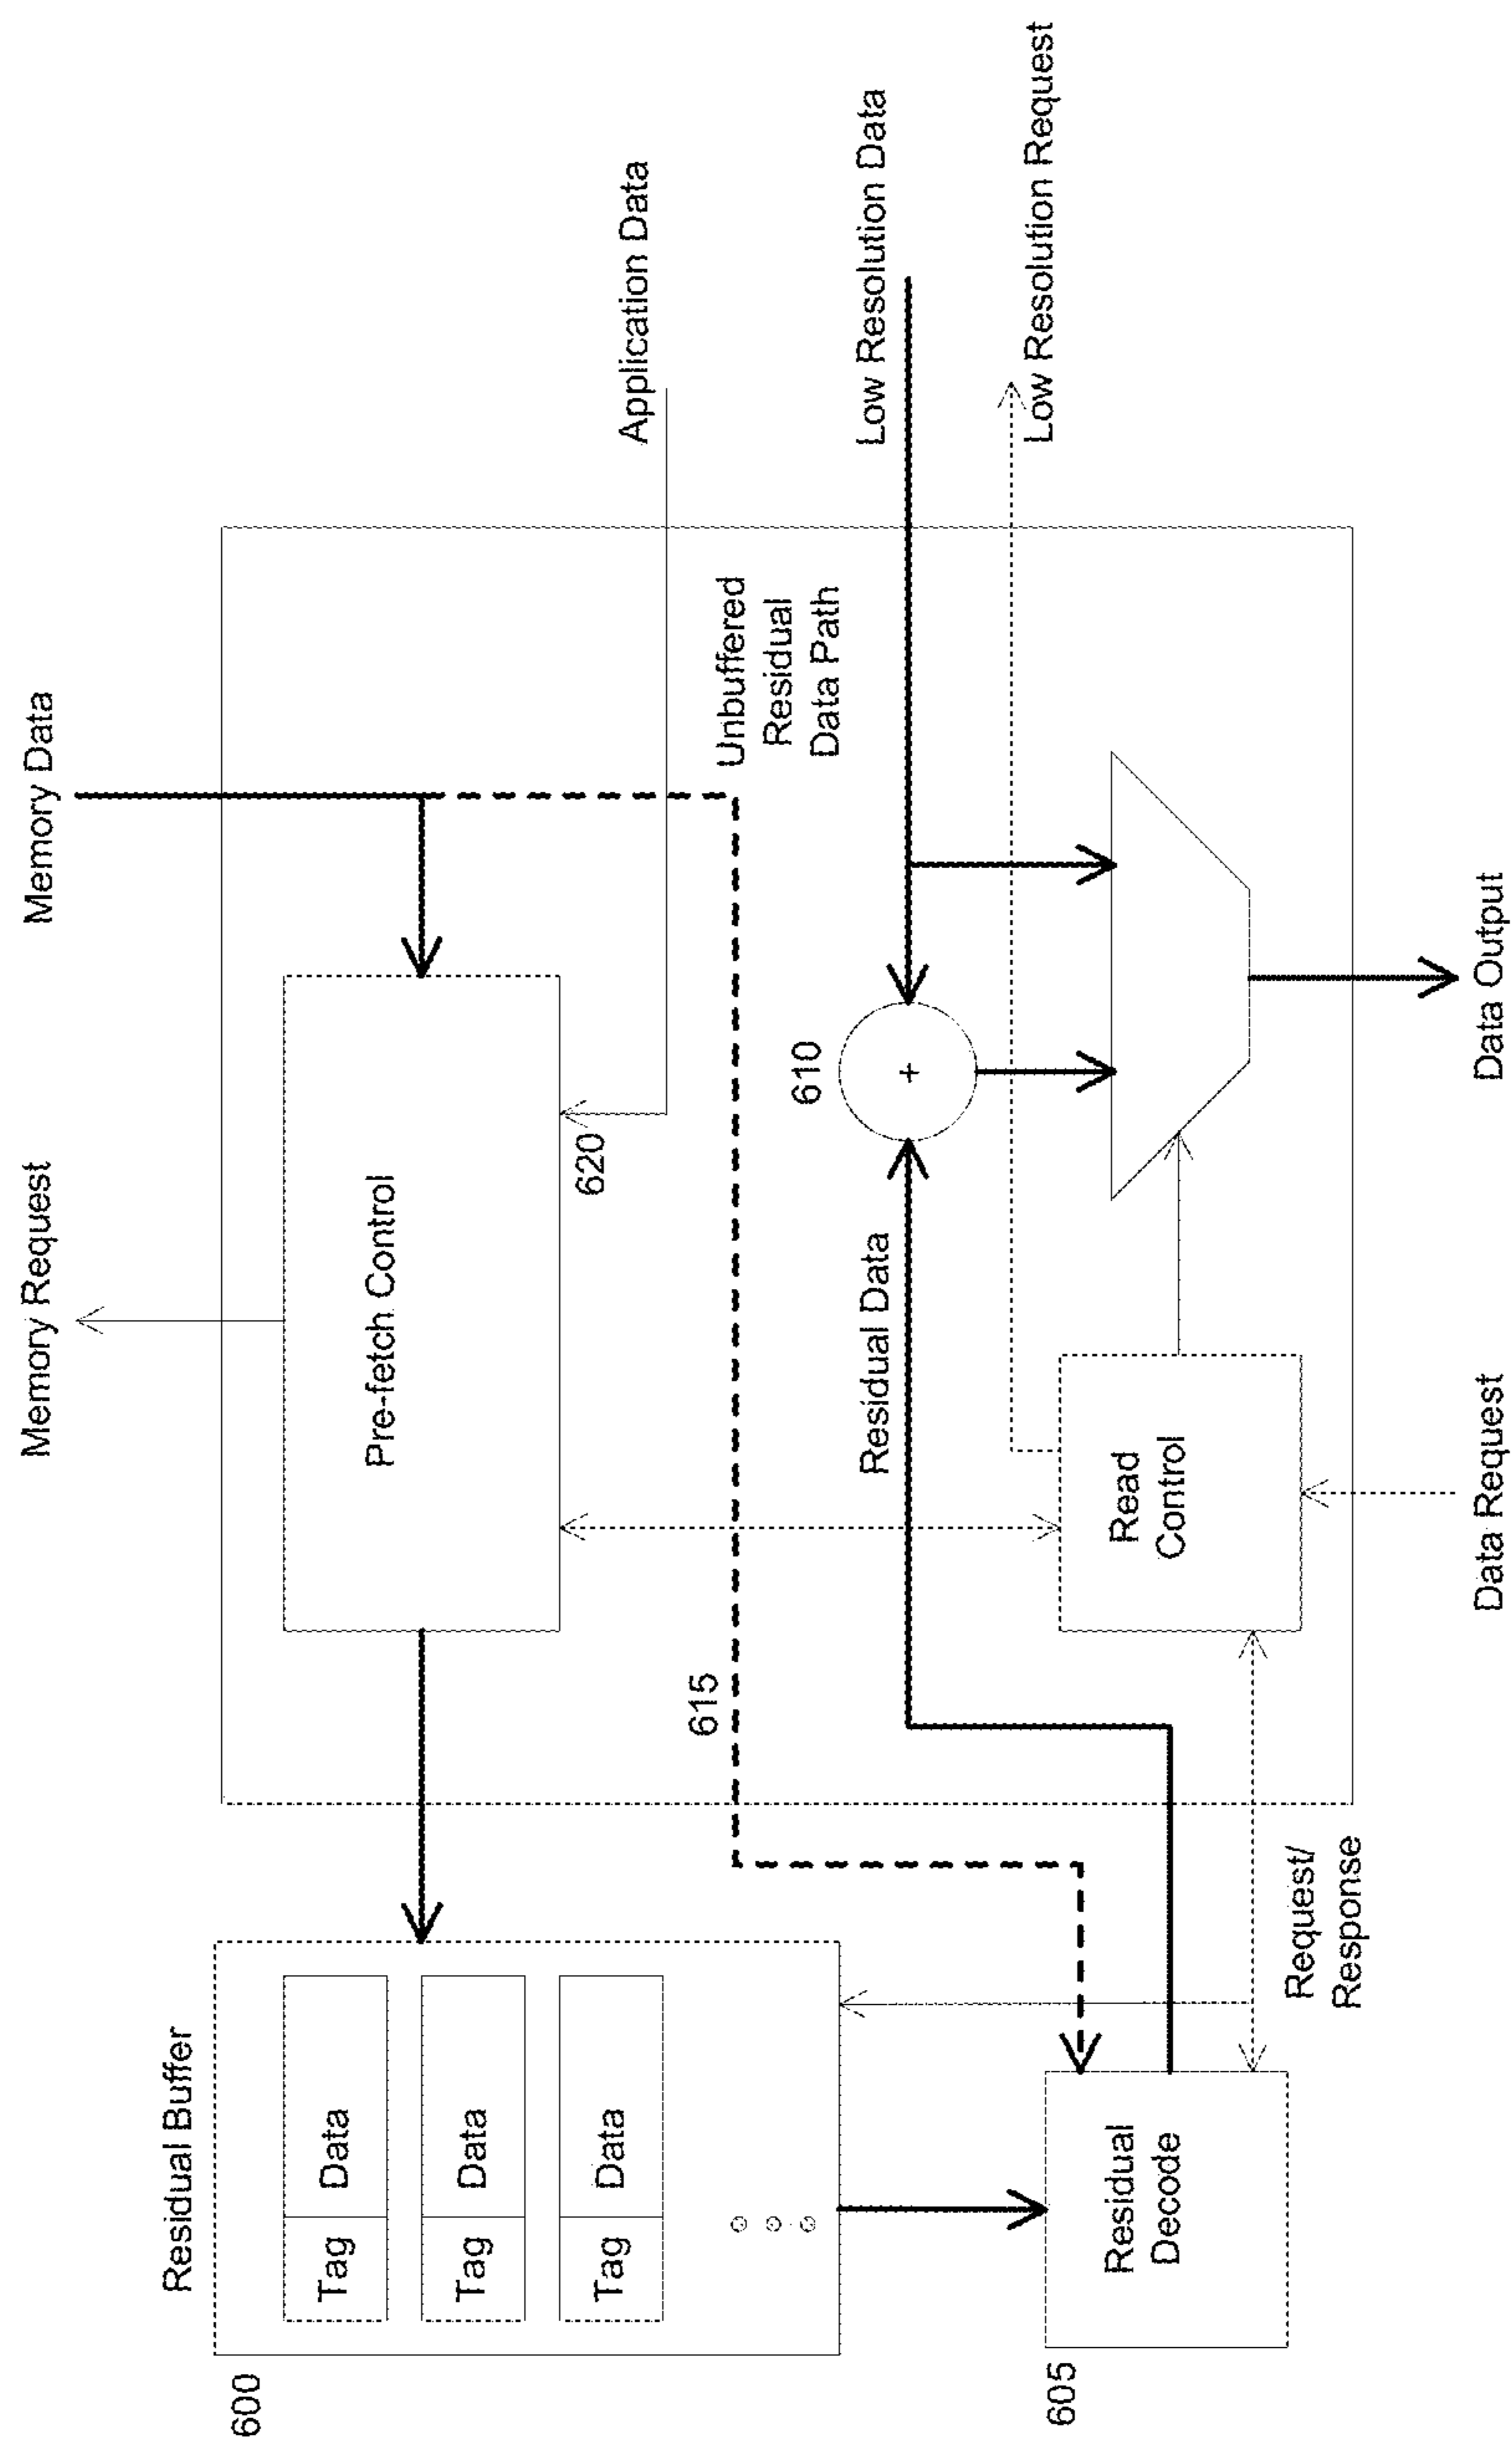 Memory Request
Memory Data
Residual Buffer
600
Tag
Data
Tag
Data
Tag
Data
Pre-fetch Control
620
Application Data
615
Unbuffered
Residual
Data Path
610
+
Residual Data
Low Resolution Data
Low Resolution Request
605
Residual
Decode
Read
Control
Request/
Response
Data Request
Data Output